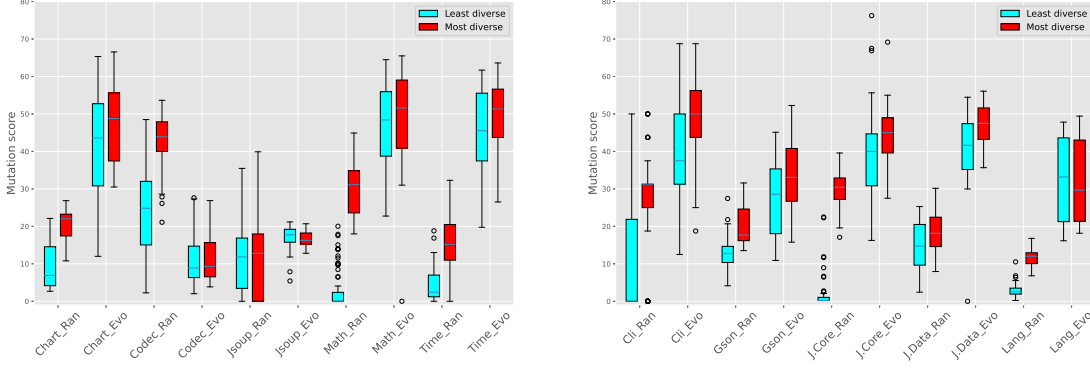 80
70
60
50
40
30
20
10
0
Mutation score
Least diverse
Most diverse
Chart_Ran
Chart_Evo
Codec_Ran
Codec_Evo
Jsoup_Ran
Jsoup_Evo
Math_Ran
Math_Evo
Time_Ran
Time_Evo
80
70
60
50
40
30
20
10
0
Mutation score
Least diverse
Most diverse
Cli_Ran
Cli_Evo
Gson_Ran
Gson_Evo
J.Core_Ran
J.Core_Evo
J.Data_Ran
J.Data_Evo
Lang_Ran
Lang_Evo